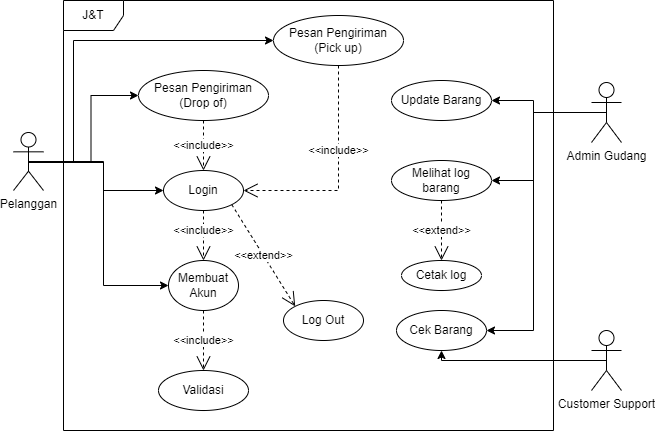 J&T
Pesan Pengiriman
(Pick up)
Pesan Pengiriman
(Drop of)
Update Barang
Admin Gudang
<<include>>
<<include>>
Pelanggan
Login
Melihat log
barang
<<include>>
<<extend>>
<<extend>>
Membuat
Akun
Cetak log
Log Out
Cek Barang
<<include>>
Validasi
Customer Support